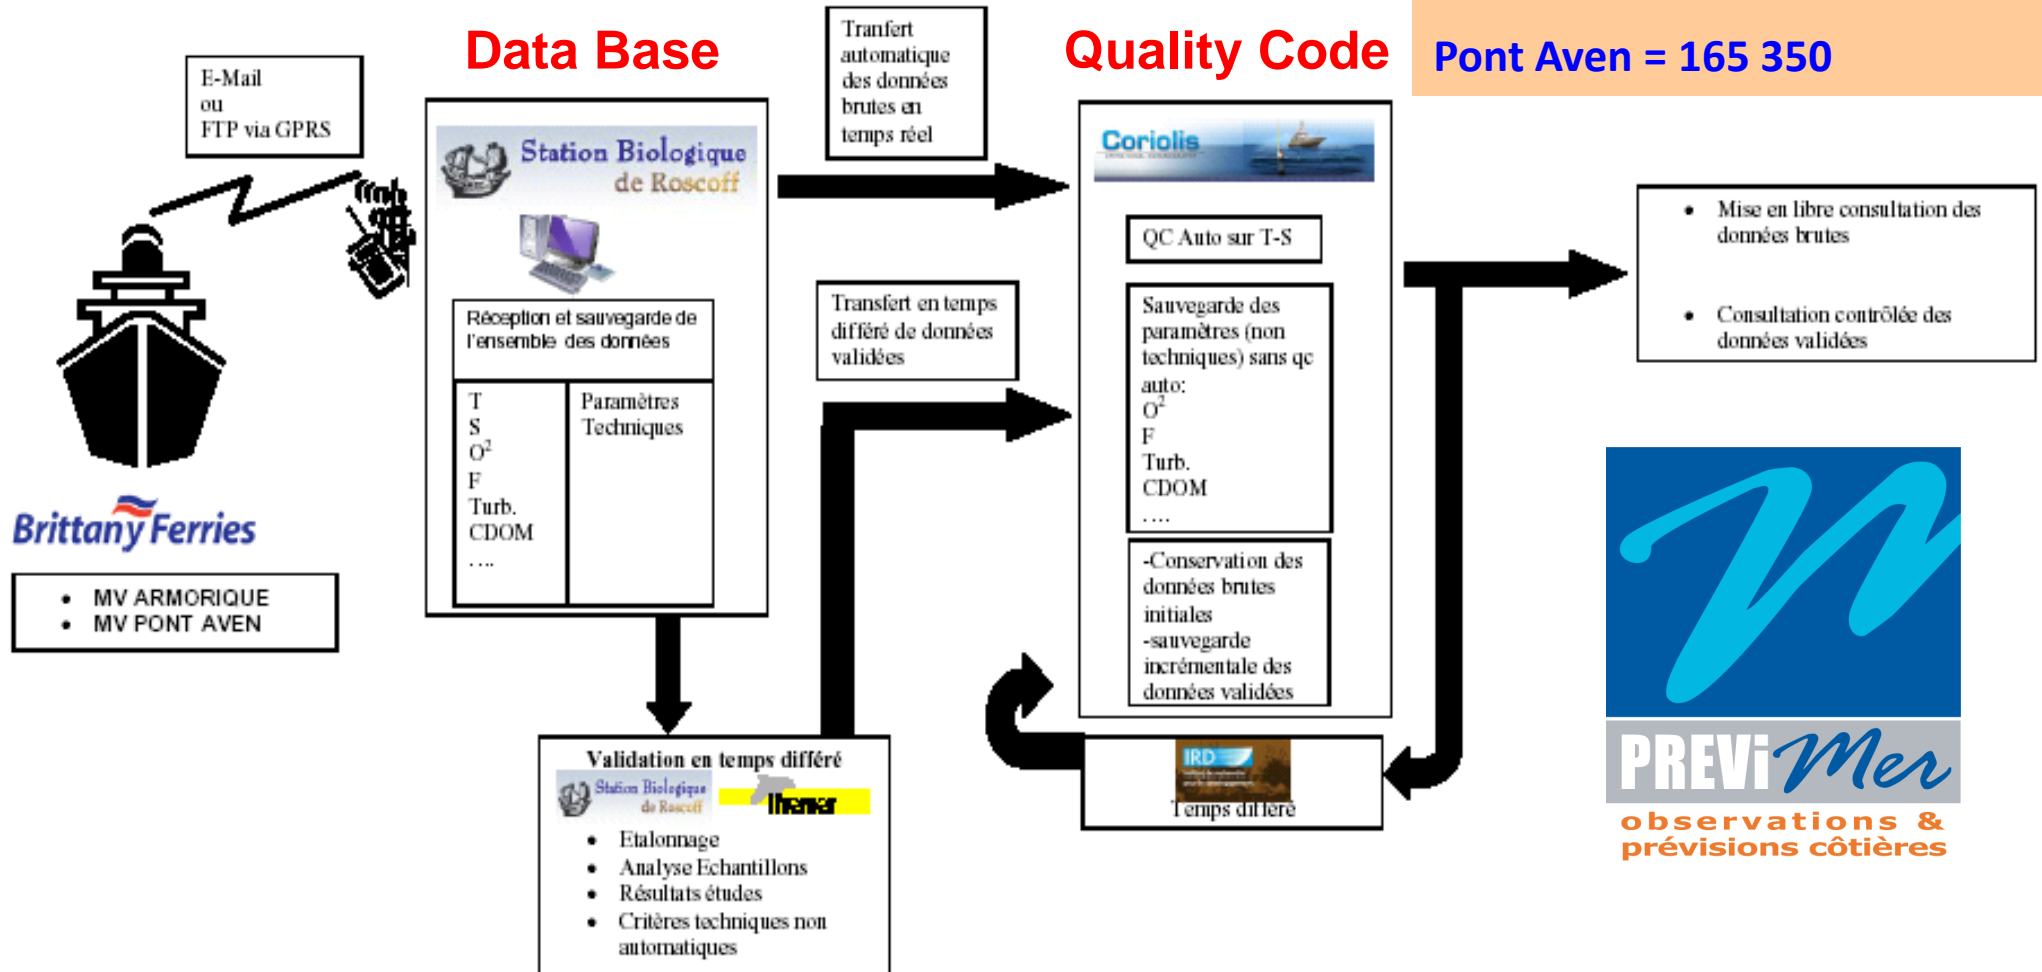 Data Base
Quality Code
Pont Aven = 165 350
E-Mail
ou
FTP via GPRS
Brittany Ferries
• MV ARMORIQUE
• MV PONT AVEN
Station Biologique
de Roscoff
Réception et sauvegarde de
l'ensemble des données
T
S
O²
F
Turb.
CDOM
. ...
Paramètres
Techniques
Tranfert
automatique
des données
brutes en
temps réel
Transfert en temps
différé de données
validées
Validation en temps différé
Station Biologique
de Roscoff
• Etalonnage
• Analyse Echantillons
• Résultats études
• Critères techniques non
automatiques
Coriolis
QC Auto sur T-S
Sauvegarde des
paramètres (non
techniques) sans qc
auto:
O²
F
Turb.
CDOM
. ...
-Conservation des
données brutes
initiales
-sauvegarde
incrémentale des
données validées
IRD
Temps différé
• Mise en libre consultation des
données brutes
• Consultation contrôlée des
données validées
PREViMer
observations &
prévisions côtières